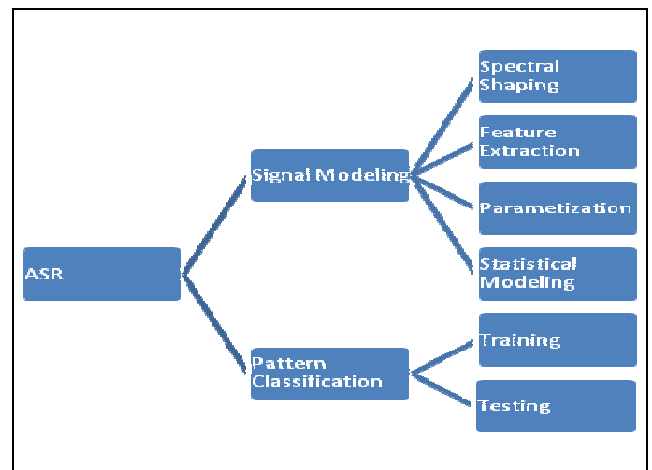 ASR
Signal Modeling
Spectral
Shaping
Feature
Extraction
Parametization
Statistical
Modeling
Pattern
Classification
Training
Testing